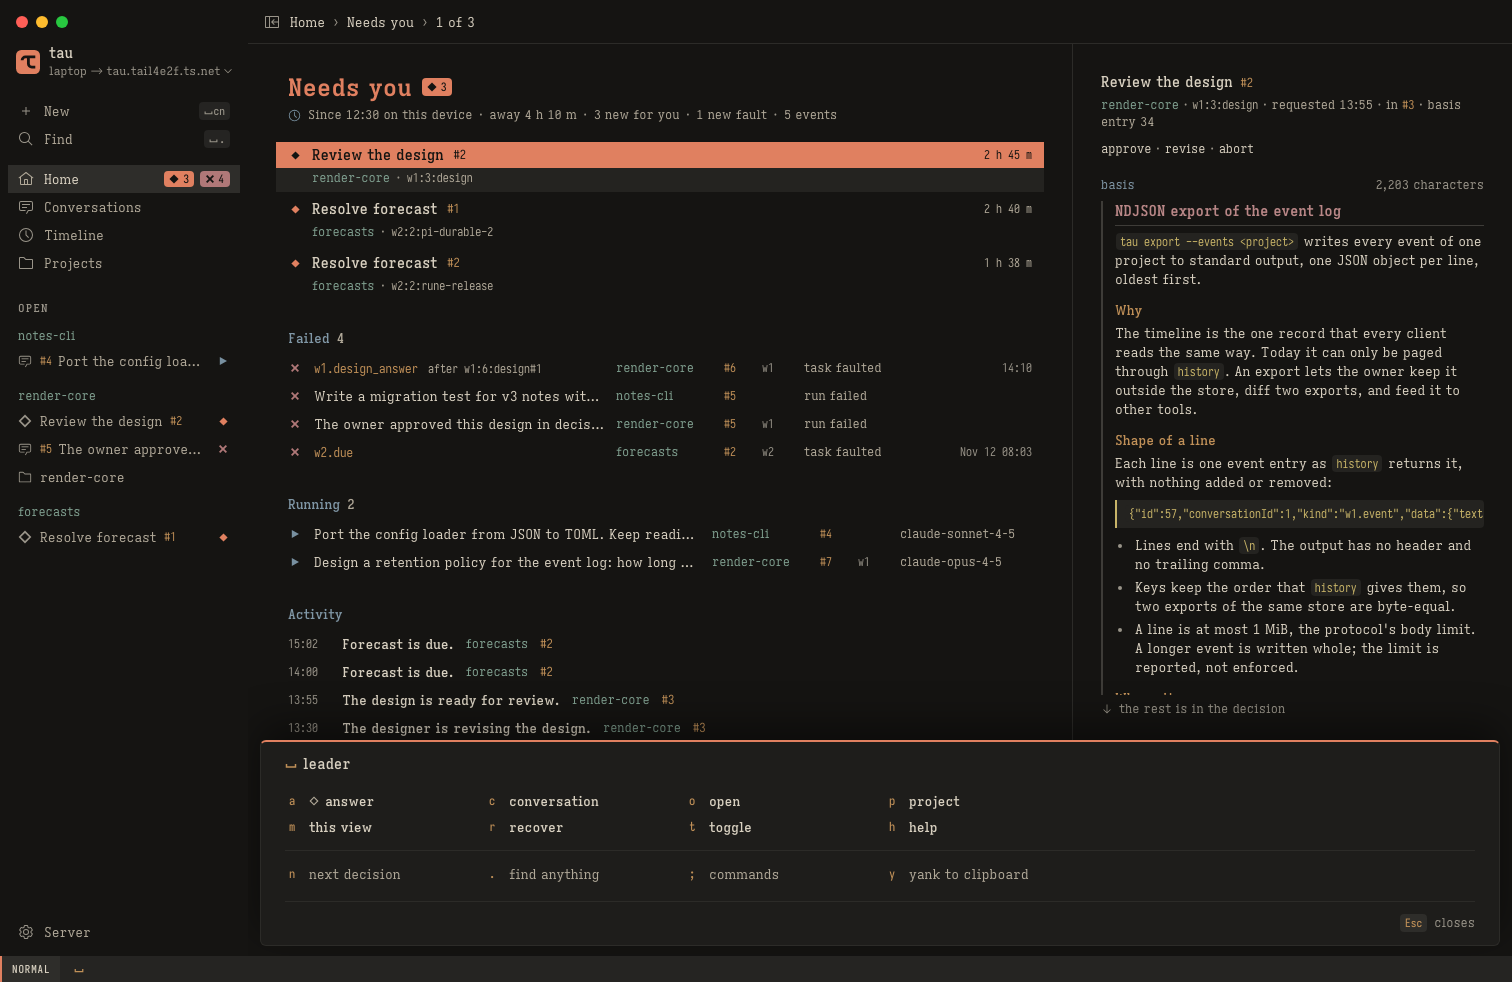 Home › Needs you › 1 of 3
tau
laptop → tau.tail4e2f.ts.net
+ New ␣cn
Find ␣.
Home ◆ 3 ✕ 4
Conversations
Timeline
Projects
OPEN
notes-cli
#4 Port the config loa…
render-core
Review the design #2
#5 The owner approve…
render-core
forecasts
Resolve forecast #1
Server
Needs you ◆ 3
Since 12:30 on this device · away 4 h 10 m · 3 new for you · 1 new fault · 5 events
Review the design #2 2 h 45 m
render-core · w1:3:design
Resolve forecast #1 2 h 40 m
forecasts · w2:2:pi-durable-2
Resolve forecast #2 1 h 38 m
forecasts · w2:2:rune-release
Failed 4
w1.design_answer after w1:6:design#1 render-core #6 w1 task faulted 14:10
Write a migration test for v3 notes wit… notes-cli #5 run failed
The owner approved this design in decis… render-core #5 w1 run failed
w2.due forecasts #2 w2 task faulted Nov 12 08:03
Running 2
Port the config loader from JSON to TOML. Keep readi… notes-cli #4 claude-sonnet-4-5
Design a retention policy for the event log: how long … render-core #7 w1 claude-opus-4-5
Activity
15:02 Forecast is due. forecasts #2
14:00 Forecast is due. forecasts #2
13:55 The design is ready for review. render-core #3
13:30 The designer is revising the design. render-core #3
Review the design #2
render-core · w1:3:design · requested 13:55 · in #3 · basis
entry 34
approve · revise · abort
basis 2,203 characters
NDJSON export of the event log
tau export --events <project> writes every event of one
project to standard output, one JSON object per line,
oldest first.
Why
The timeline is the one record that every client
reads the same way. Today it can only be paged
through history. An export lets the owner keep it
outside the store, diff two exports, and feed it to
other tools.
Shape of a line
Each line is one event entry as history returns it,
with nothing added or removed:
{"id":57,"conversationId":1,"kind":"w1.event","data":{"text
• Lines end with \n. The output has no header and
no trailing comma.
• Keys keep the order that history gives them, so
two exports of the same store are byte-equal.
• A line is at most 1 MiB, the protocol's body limit.
A longer event is written whole; the limit is
reported, not enforced.
↓ the rest is in the decision
␣ leader
a ◇ answer c conversation o open p project
m this view r recover t toggle h help
n next decision . find anything ; commands y yank to clipboard
Esc closes
NORMAL ␣